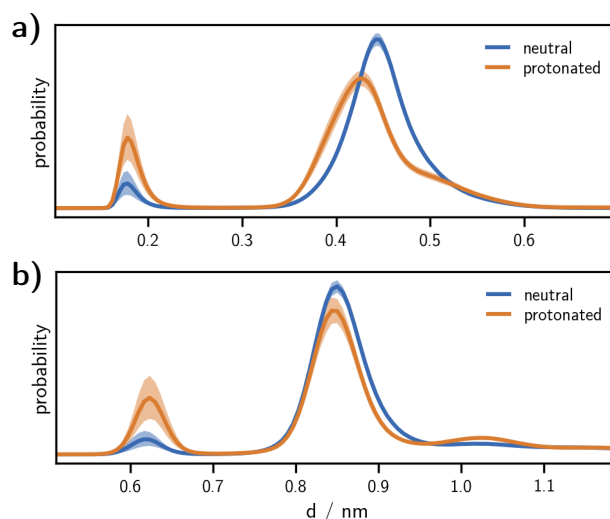 a)
probability
neutral
protonated
0.2 0.3 0.4 0.5 0.6
b)
probability
neutral
protonated
0.6 0.7 0.8 0.9 1.0 1.1
d / nm